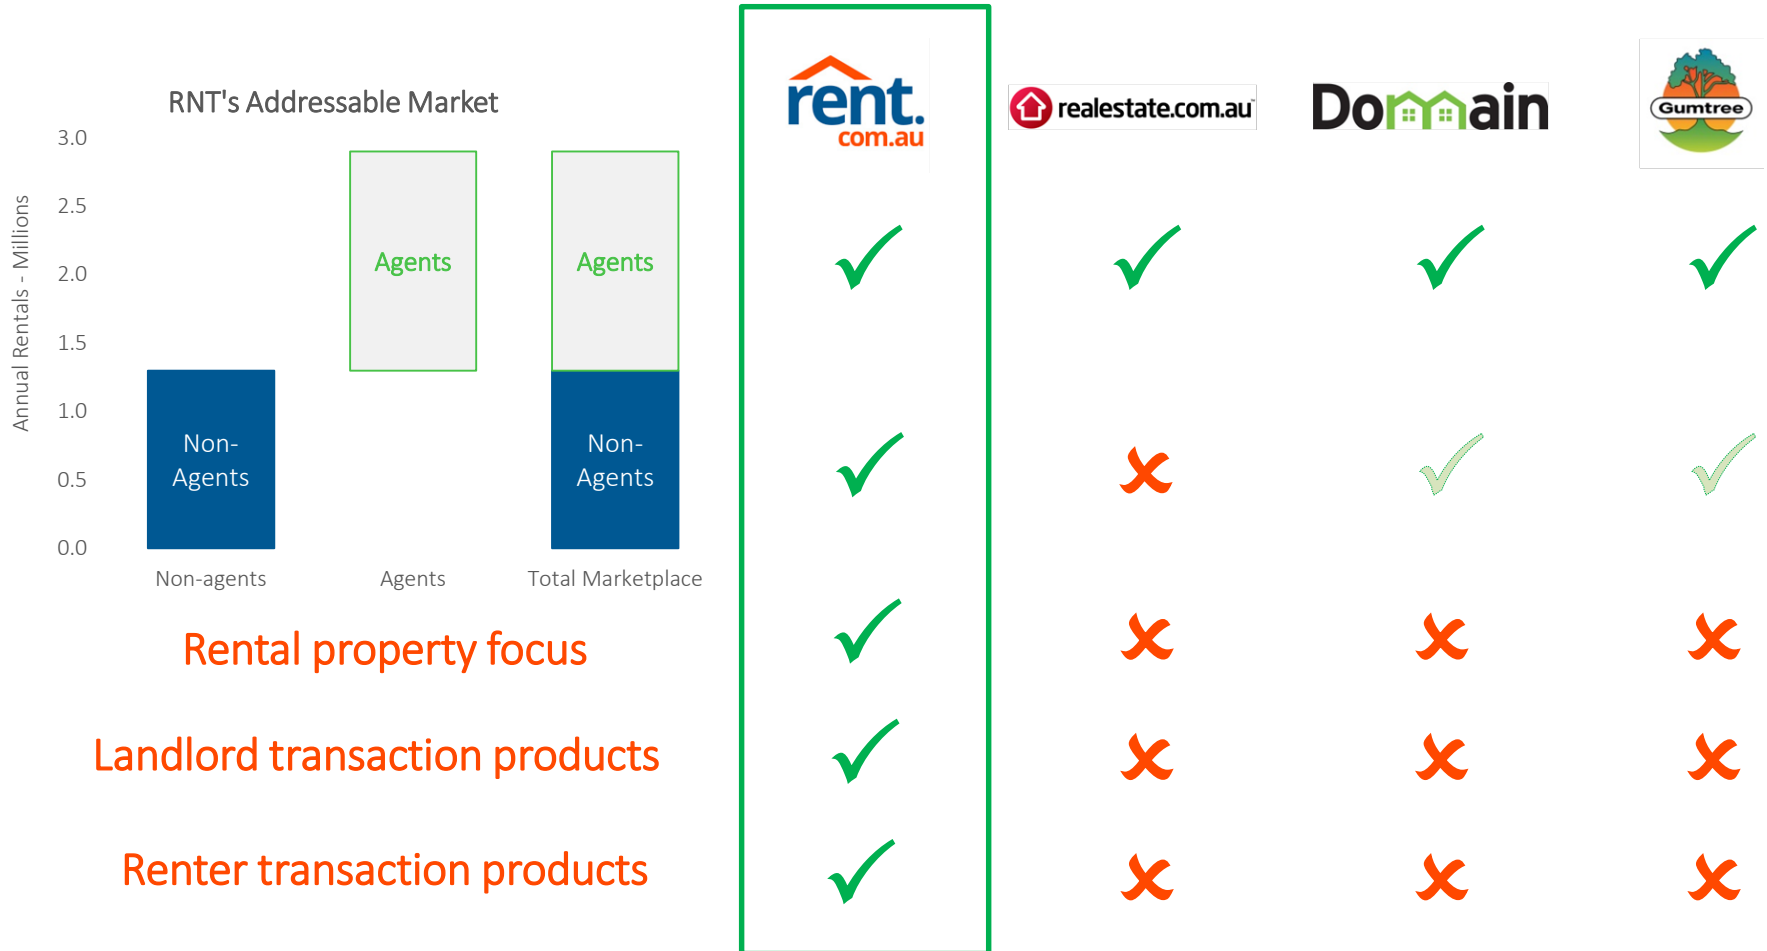 RNT's Addressable Market
Annual Rentals - Millions
3.0
2.5
2.0
1.5
1.0
0.5
0.0
Non-
Agents
Agents
Agents
Non-
Agents
Non-agents
Agents
Total Marketplace
rent.
com.au
realestate.com.au
Domain
Gumtree
Rental property focus
Landlord transaction products
Renter transaction products